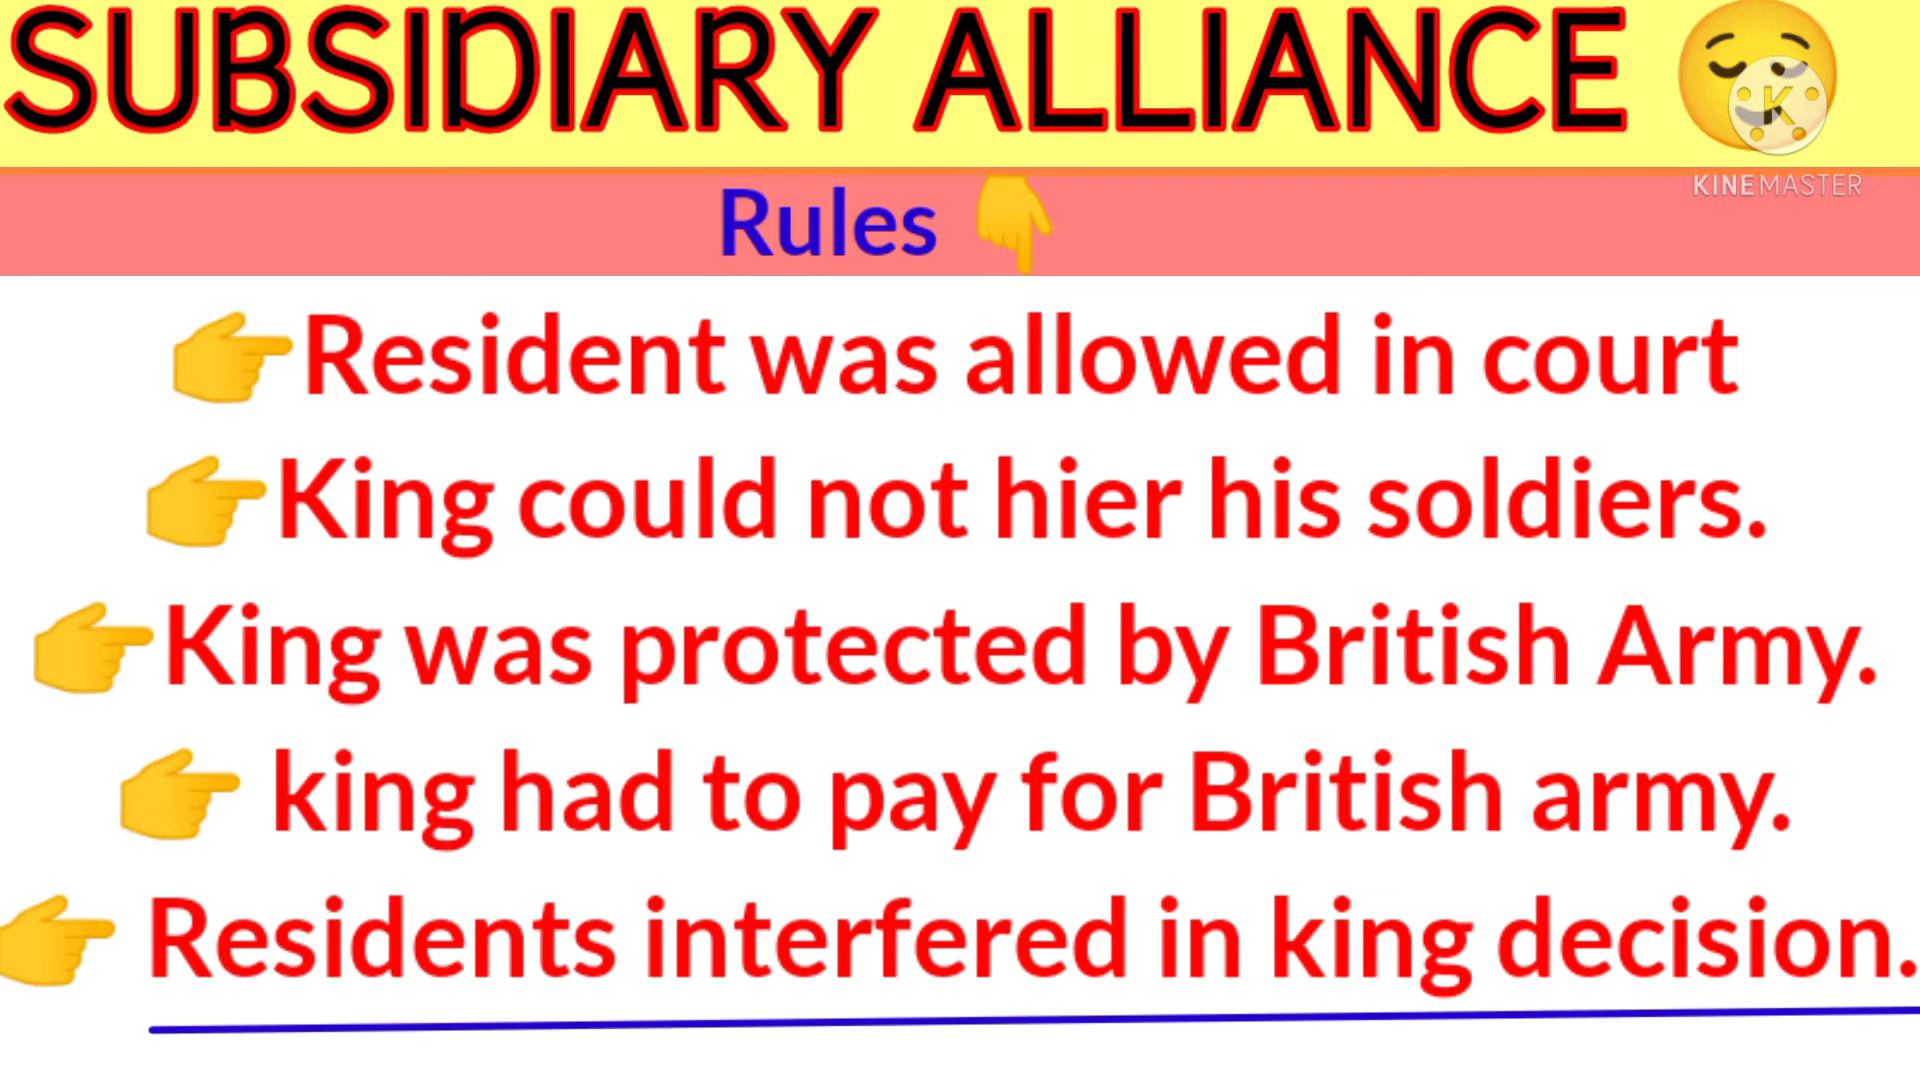 SUBSIDIARY ALLIANCE
KINEMASTER
Rules
Resident was allowed in court
King could not hier his soldiers.
King was protected by British Army.
king had to pay for British army.
Residents interfered in king decision.